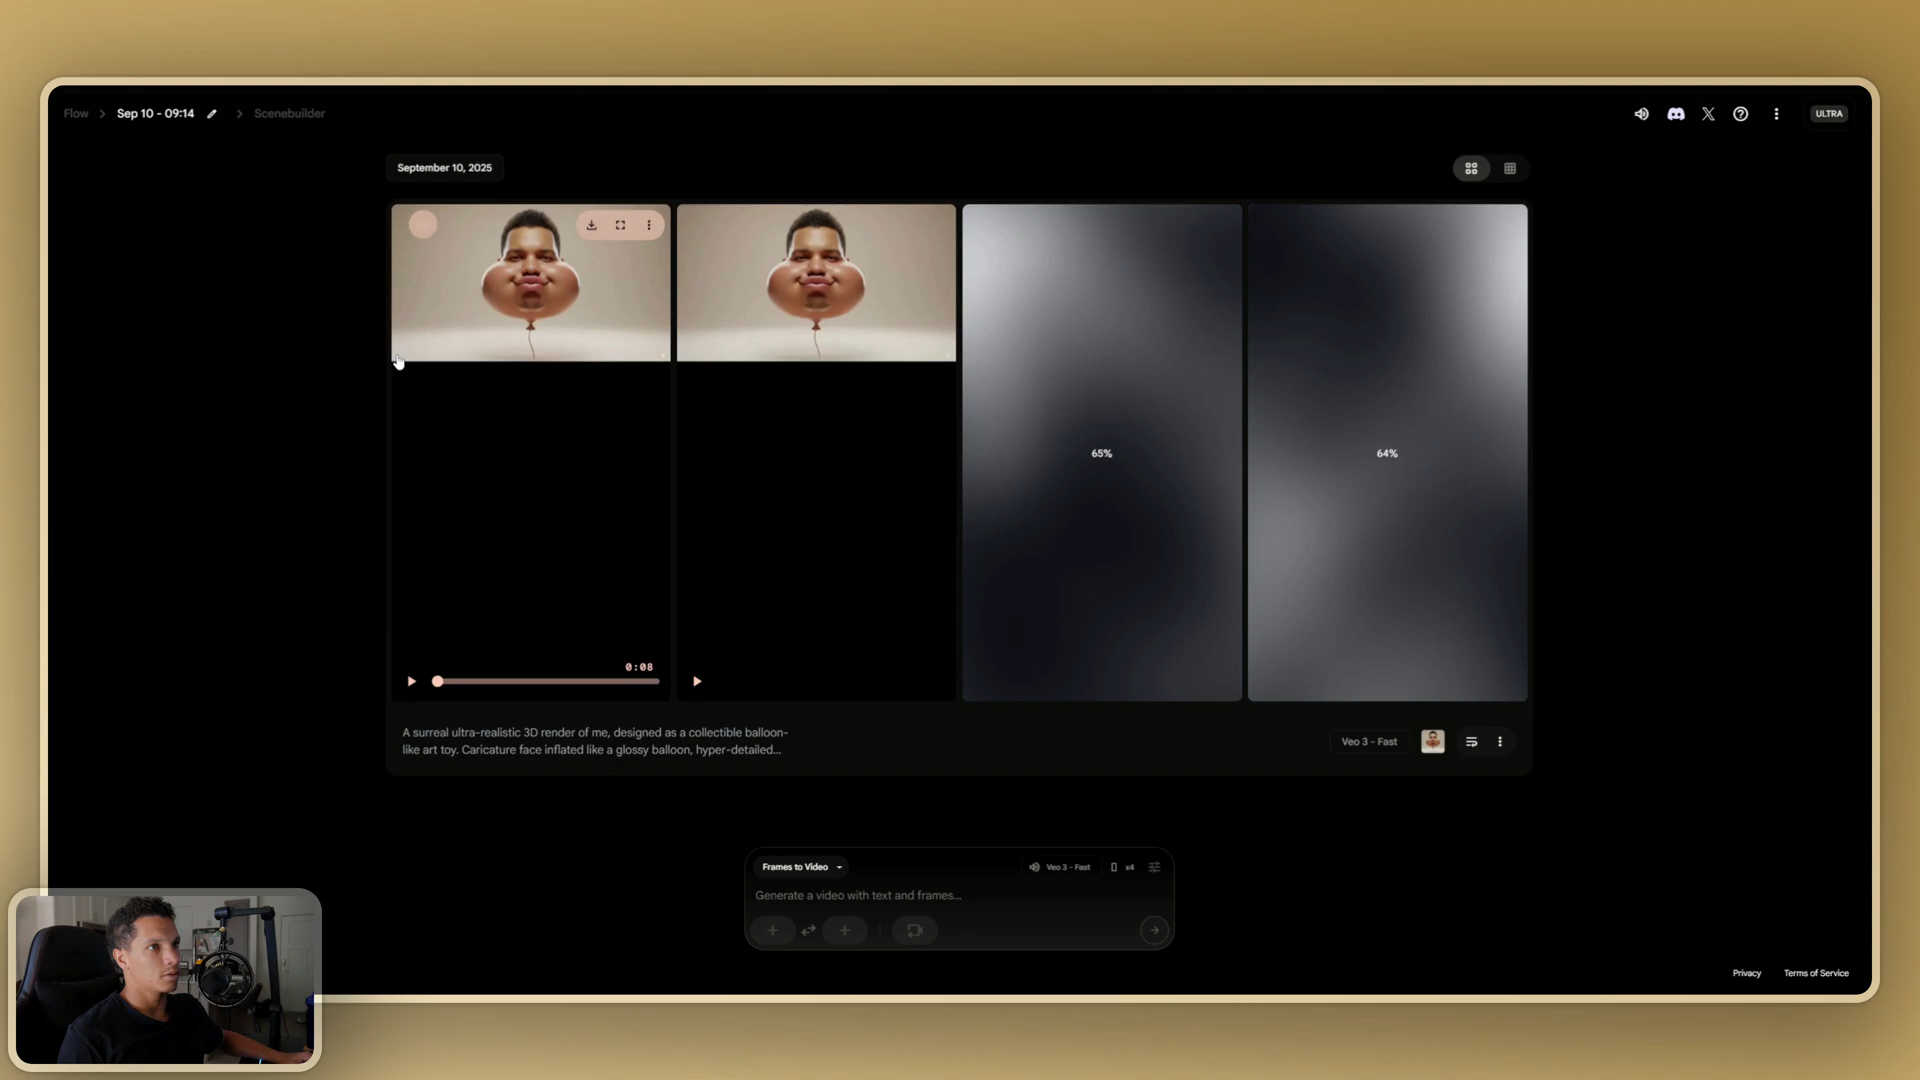 Flow > Sep 10 - 09:14 > Scenebuilder
ULTRA
September 10, 2025
65%
64%
0:08
A surreal ultra-realistic 3D render of me, designed as a collectible balloon-
like art toy. Caricature face inflated like a glossy balloon, hyper-detailed...
Veo 3 - Fast
Frames to Video
Veo 3 - Fast
x4
Generate a video with text and frames...
Privacy
Terms of Service